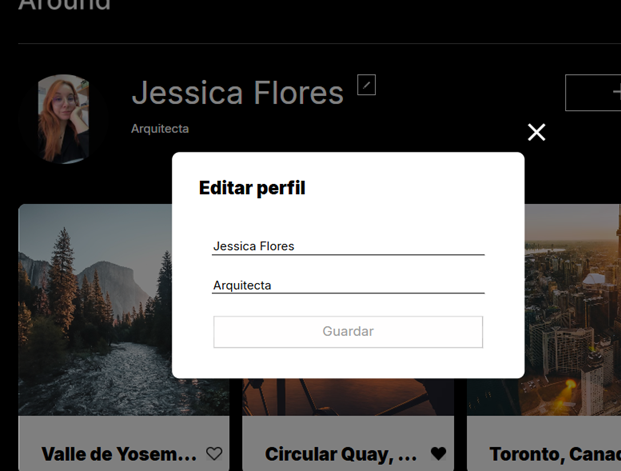 Around
Jessica Flores
Arquitecta
Editar perfil
Jessica Flores
Arquitecta
Guardar
Valle de Yosem...
Circular Quay, ...
Toronto, Canad